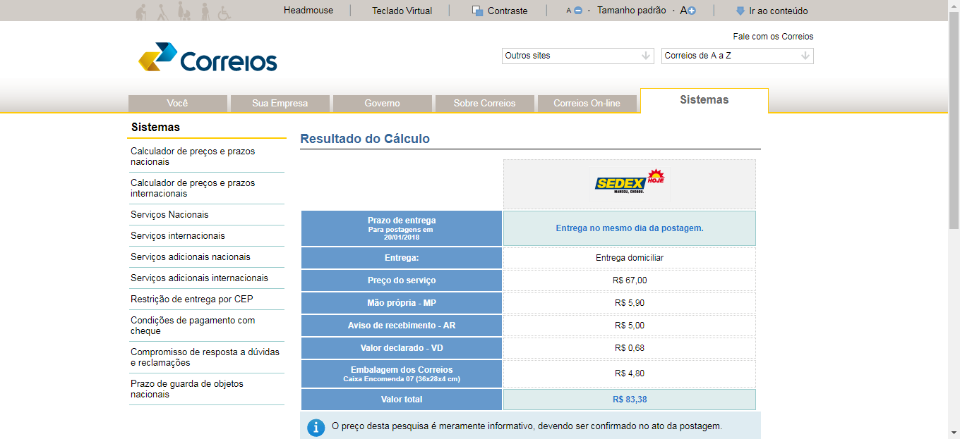 Headmouse | Teclado Virtual | Contraste | A - Tamanho padrão · A | Ir ao conteúdo
Fale com os Correios
Correios
Outros sites
Correios de A a Z
Você
Sua Empresa
Governo
Sobre Correios
Correios On-line
Sistemas
Sistemas
Calculador de preços e prazos
nacionais
Calculador de preços e prazos
internacionais
Serviços Nacionais
Serviços internacionais
Serviços adicionais nacionais
Serviços adicionais internacionais
Restrição de entrega por CEP
Condições de pagamento com
cheque
Compromisso de resposta a dúvidas
e reclamações
Prazo de guarda de objetos
nacionais
Resultado do Cálculo
SEDEX HOJE
MANDOU, CHEGOU.
Prazo de entrega
Para postagens em
20/01/2018
Entrega no mesmo dia da postagem.
Entrega: Entrega domiciliar
Preço do serviço R$ 67,00
Mão própria - MP R$ 5,90
Aviso de recebimento - AR R$ 5,00
Valor declarado - VD R$ 0,68
Embalagem dos Correios
Caixa Encomenda 07 (36x28x4 cm)
R$ 4,80
Valor total R$ 83,38
O preço desta pesquisa é meramente informativo, devendo ser confirmado no ato da postagem.